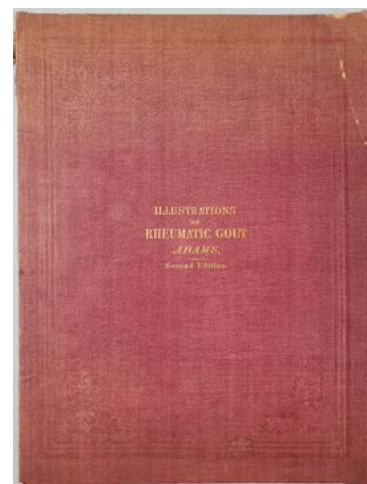 ILLUSTRATIONS
OF
RHEUMATIC GOUT
ADAMS.
Second Edition.